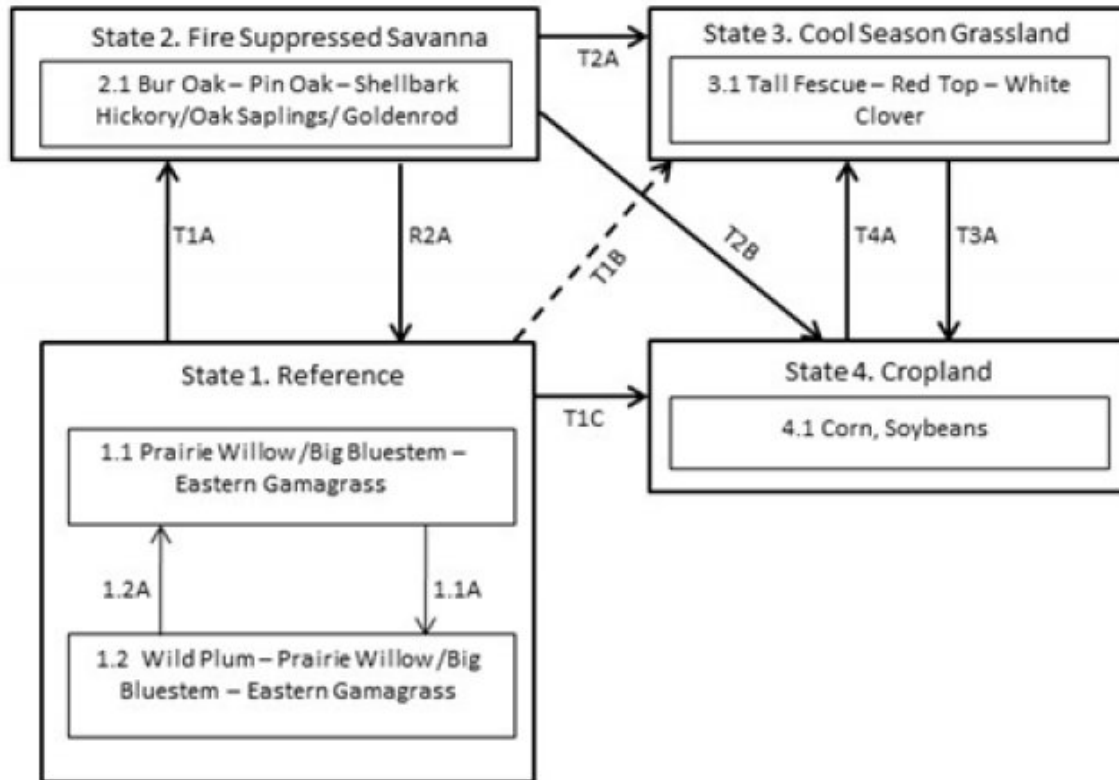 State 2. Fire Suppressed Savanna
2.1 Bur Oak – Pin Oak – Shellbark
Hickory/Oak Saplings/ Goldenrod
T2A
State 3. Cool Season Grassland
3.1 Tall Fescue – Red Top – White
Clover
T1A
R2A
T1B
T2B
T4A
T3A
State 1. Reference
1.1 Prairie Willow /Big Bluestem –
Eastern Gamagrass
1.2A
1.1A
1.2 Wild Plum – Prairie Willow /Big
Bluestem – Eastern Gamagrass
T1C
State 4. Cropland
4.1 Corn, Soybeans